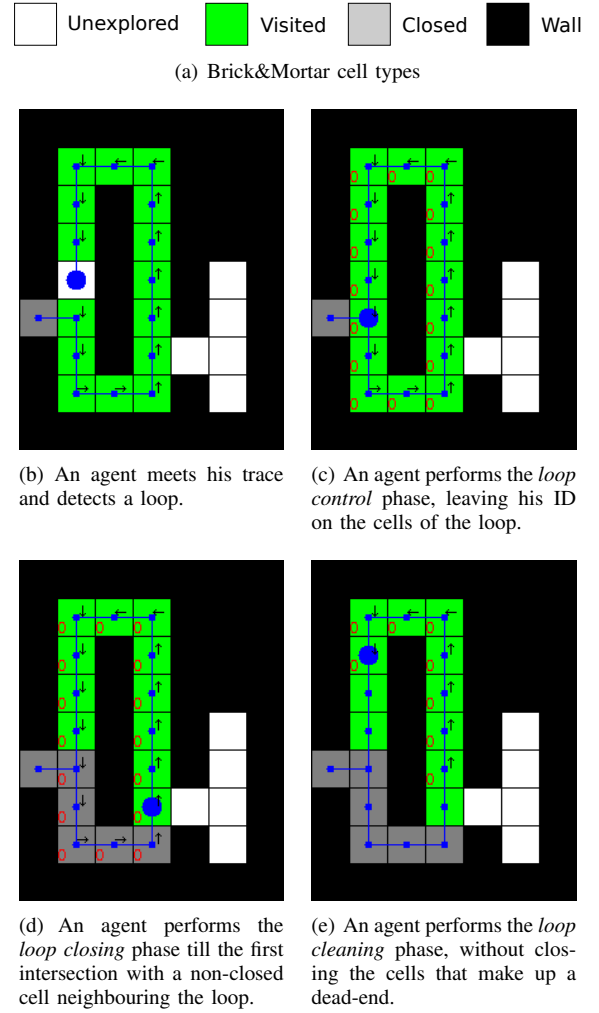 Unexplored Visited Closed Wall
(a) Brick&Mortar cell types
(b) An agent meets his trace
and detects a loop.
(c) An agent performs the loop
control phase, leaving his ID
on the cells of the loop.
(d) An agent performs the
loop closing phase till the first
intersection with a non-closed
cell neighbouring the loop.
(e) An agent performs the loop
cleaning phase, without clos-
ing the cells that make up a
dead-end.